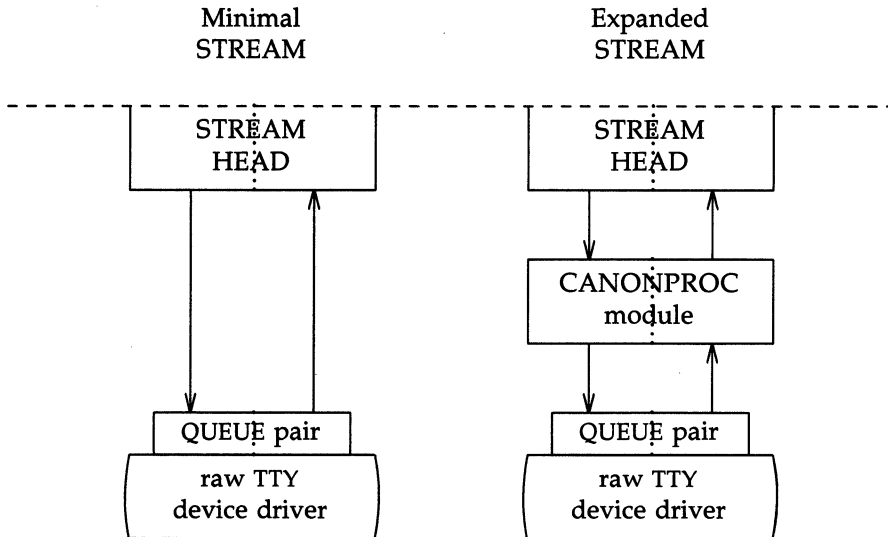 Minimal
STREAM
Expanded
STREAM
STREAM
HEAD
STREAM
HEAD
CANONPROC
module
QUEUE pair
QUEUE pair
raw TTY
device driver
raw TTY
device driver